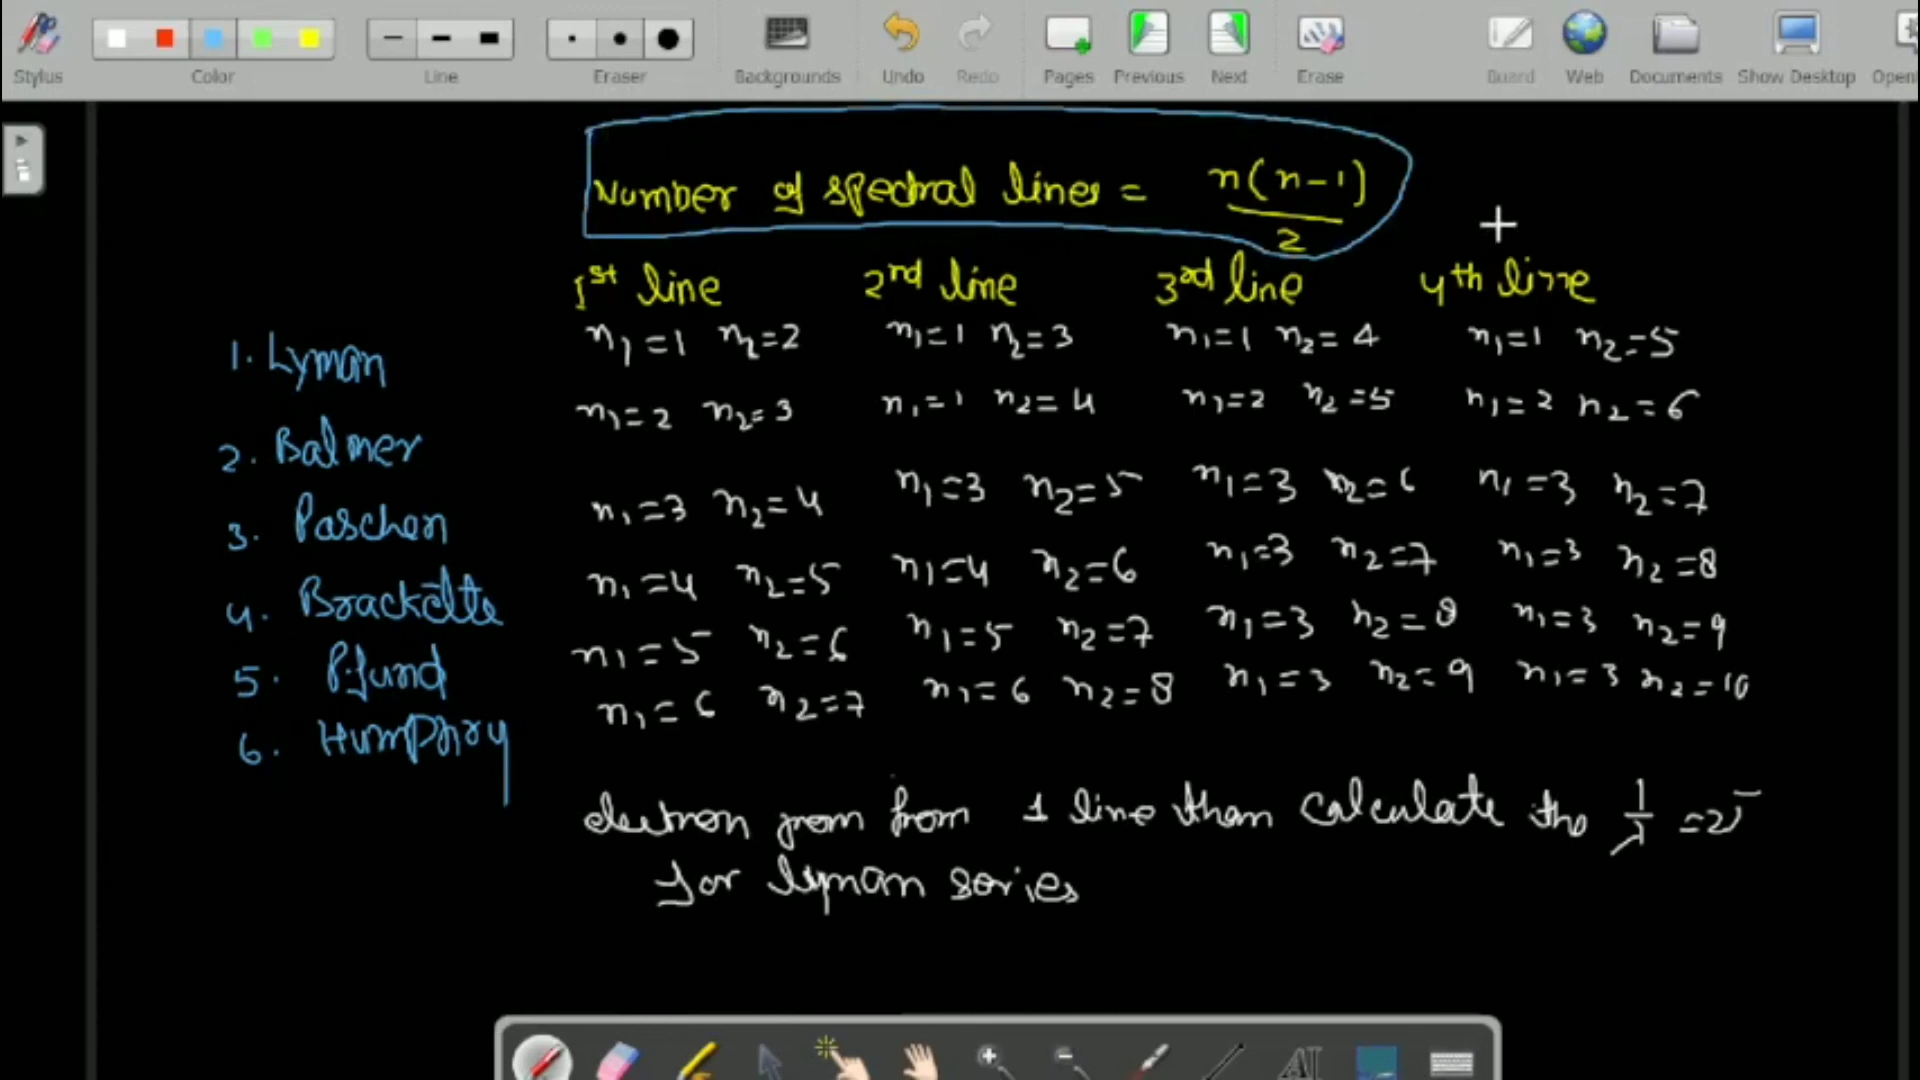 Stylus Color Line Eraser Backgrounds Undo Redo Pages Previous Next Erase Board Web Documents Show Desktop Open
Number of spectral lines = n(n-1)/2
1st line 2nd line 3rd line 4th line
1. Lyman n₁=1 n₂=2 n₁=1 n₂=3 n₁=1 n₂=4 n₁=1 n₂=5
2. Balmer n₁=2 n₂=3 n₁=1 n₂=4 n₁=2 n₂=5 n₁=2 n₂=6
3. Paschen n₁=3 n₂=4 n₁=3 n₂=5 n₁=3 n₂=6 n₁=3 n₂=7
4. Brackette n₁=4 n₂=5 n₁=4 n₂=6 n₁=3 n₂=7 n₁=3 n₂=8
5. Pfund n₁=5 n₂=6 n₁=5 n₂=7 n₁=3 n₂=8 n₁=3 n₂=9
6. Humphry n₁=6 n₂=7 n₁=6 n₂=8 n₁=3 n₂=9 n₁=3 n₂=10
electron from 1 line than calculate the 1/λ = ν̄
for lyman series